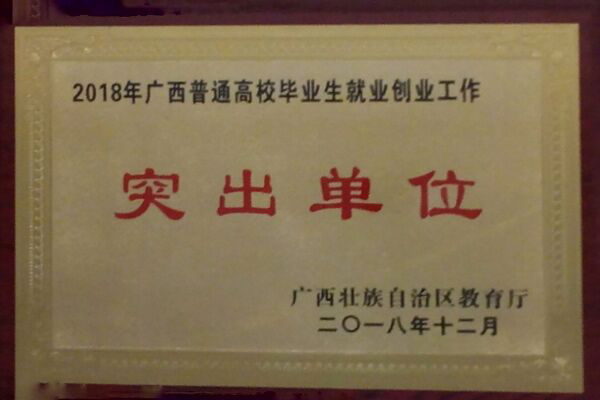 2018年广西普通高校毕业生就业创业工作
突出单位
广西壮族自治区教育厅
二〇一八年十二月